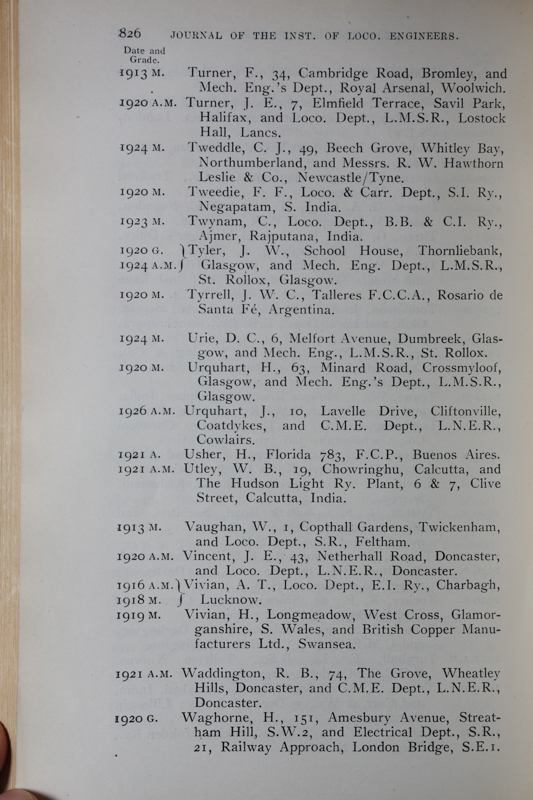 826 JOURNAL OF THE INST. OF LOCO. ENGINEERS.
Date and
Grade.
1913 M. Turner, F., 34, Cambridge Road, Bromley, and
Mech. Eng.'s Dept., Royal Arsenal, Woolwich.
1920 A.M. Turner, J. E., 7, Elmfield Terrace, Savil Park,
Halifax, and Loco. Dept., L.M.S.R., Lostock
Hall, Lancs.
1924 M. Tweddle, C. J., 49, Beech Grove, Whitley Bay,
Northumberland, and Messrs. R. W. Hawthorn
Leslie & Co., Newcastle/Tyne.
1920 M. Tweedie, F. F., Loco. & Carr. Dept., S.I. Ry.,
Negapatam, S. India.
1923 M. Twynam, C., Loco. Dept., B.B. & C.I. Ry.,
Ajmer, Rajputana, India.
1920 G. } Tyler, J. W., School House, Thornliebank,
1924 A.M. } Glasgow, and Mech. Eng. Dept., L.M.S.R.,
St. Rollox, Glasgow.
1920 M. Tyrrell, J. W. C., Talleres F.C.C.A., Rosario de
Santa Fé, Argentina.
1924 M. Urie, D. C., 6, Melfort Avenue, Dumbreek, Glas-
gow, and Mech. Eng., L.M.S.R., St. Rollox.
1920 M. Urquhart, H., 63, Minard Road, Crossmyloof,
Glasgow, and Mech. Eng.'s Dept., L.M.S.R.,
Glasgow.
1926 A.M. Urquhart, J., 10, Lavelle Drive, Cliftonville,
Coatdykes, and C.M.E. Dept., L.N.E.R.,
Cowlairs.
1921 A. Usher, H., Florida 783, F.C.P., Buenos Aires.
1921 A.M. Utley, W. B., 19, Chowringhu, Calcutta, and
The Hudson Light Ry. Plant, 6 & 7, Clive
Street, Calcutta, India.
1913 M. Vaughan, W., 1, Copthall Gardens, Twickenham,
and Loco. Dept., S.R., Feltham.
1920 A.M. Vincent, J. E., 43, Netherhall Road, Doncaster,
and Loco. Dept., L.N.E.R., Doncaster.
1916 A.M. } Vivian, A. T., Loco. Dept., E.I. Ry., Charbagh,
1918 M. } Lucknow.
1919 M. Vivian, H., Longmeadow, West Cross, Glamor-
ganshire, S. Wales, and British Copper Manu-
facturers Ltd., Swansea.
1921 A.M. Waddington, R. B., 74, The Grove, Wheatley
Hills, Doncaster, and C.M.E. Dept., L.N.E.R.,
Doncaster.
1920 G. Waghorne, H., 151, Amesbury Avenue, Streat-
ham Hill, S.W.2, and Electrical Dept., S.R.,
21, Railway Approach, London Bridge, S.E.1.